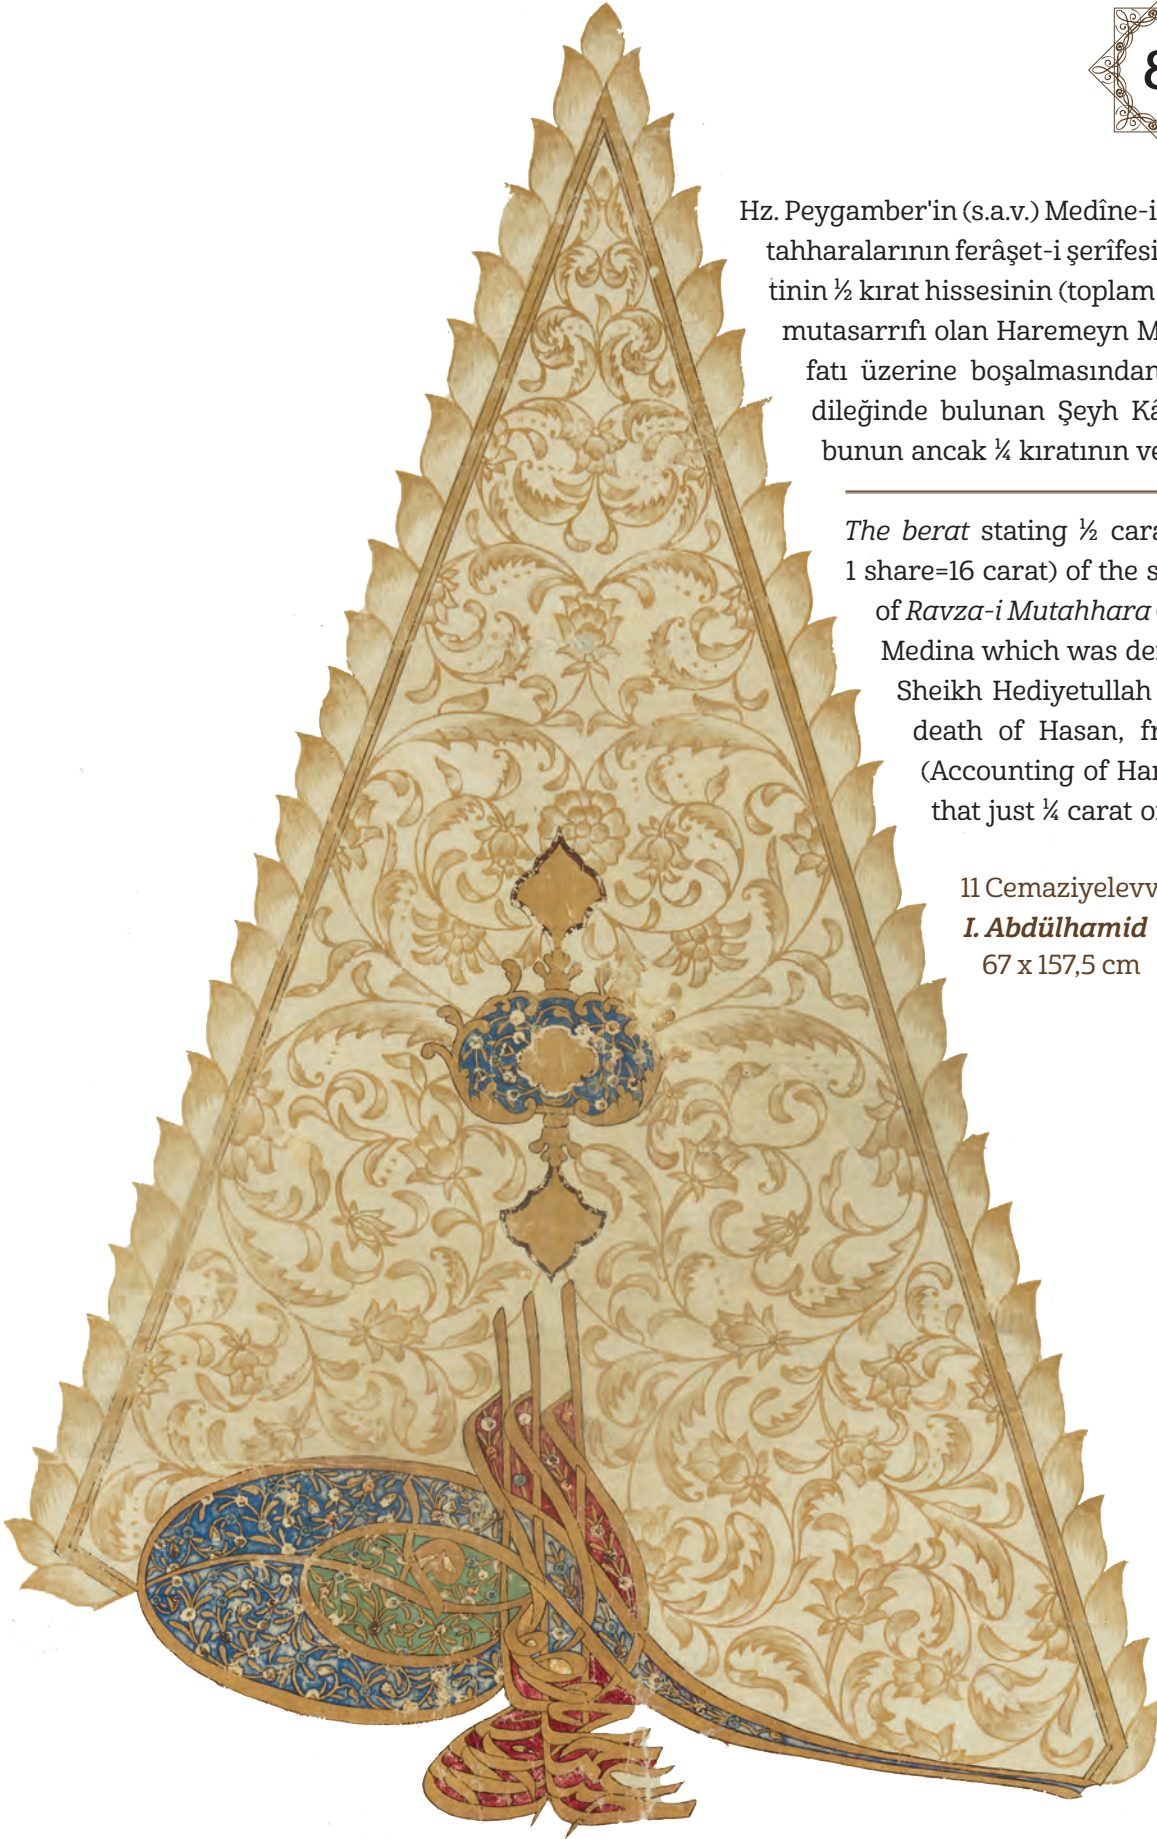 8
Hz. Peygamber'in (s.a.v.) Medîne-i
tahharalarının ferâşet-i şerîfesi
tinin ½ kırat hissesinin (toplam
mutasarrıfı olan Haremeyn M
fatı üzerine boşalmasından
dileğinde bulunan Şeyh Kâ
bunun ancak ¼ kıratının ve
The berat stating ½ cara
1 share=16 carat) of the s
of Ravza-i Mutahhara
Medina which was de
Sheikh Hediyetullah
death of Hasan, fr
(Accounting of Har
that just ¼ carat o
11 Cemaziyelevv
I. Abdülhamid
67 x 157,5 cm